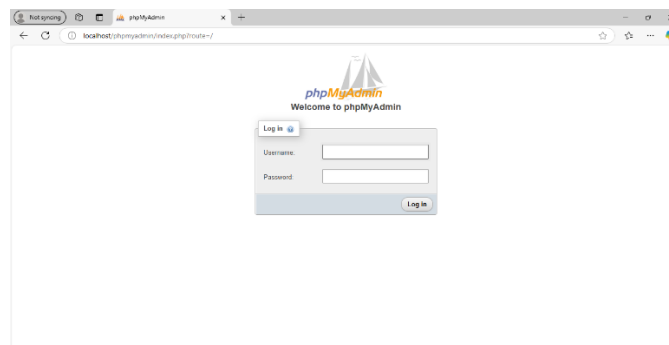 Not syncing
phpMyAdmin
localhost/phpmyadmin/index.php?route=/
phpMyAdmin
Welcome to phpMyAdmin
Log in
Username:
Password:
Log in